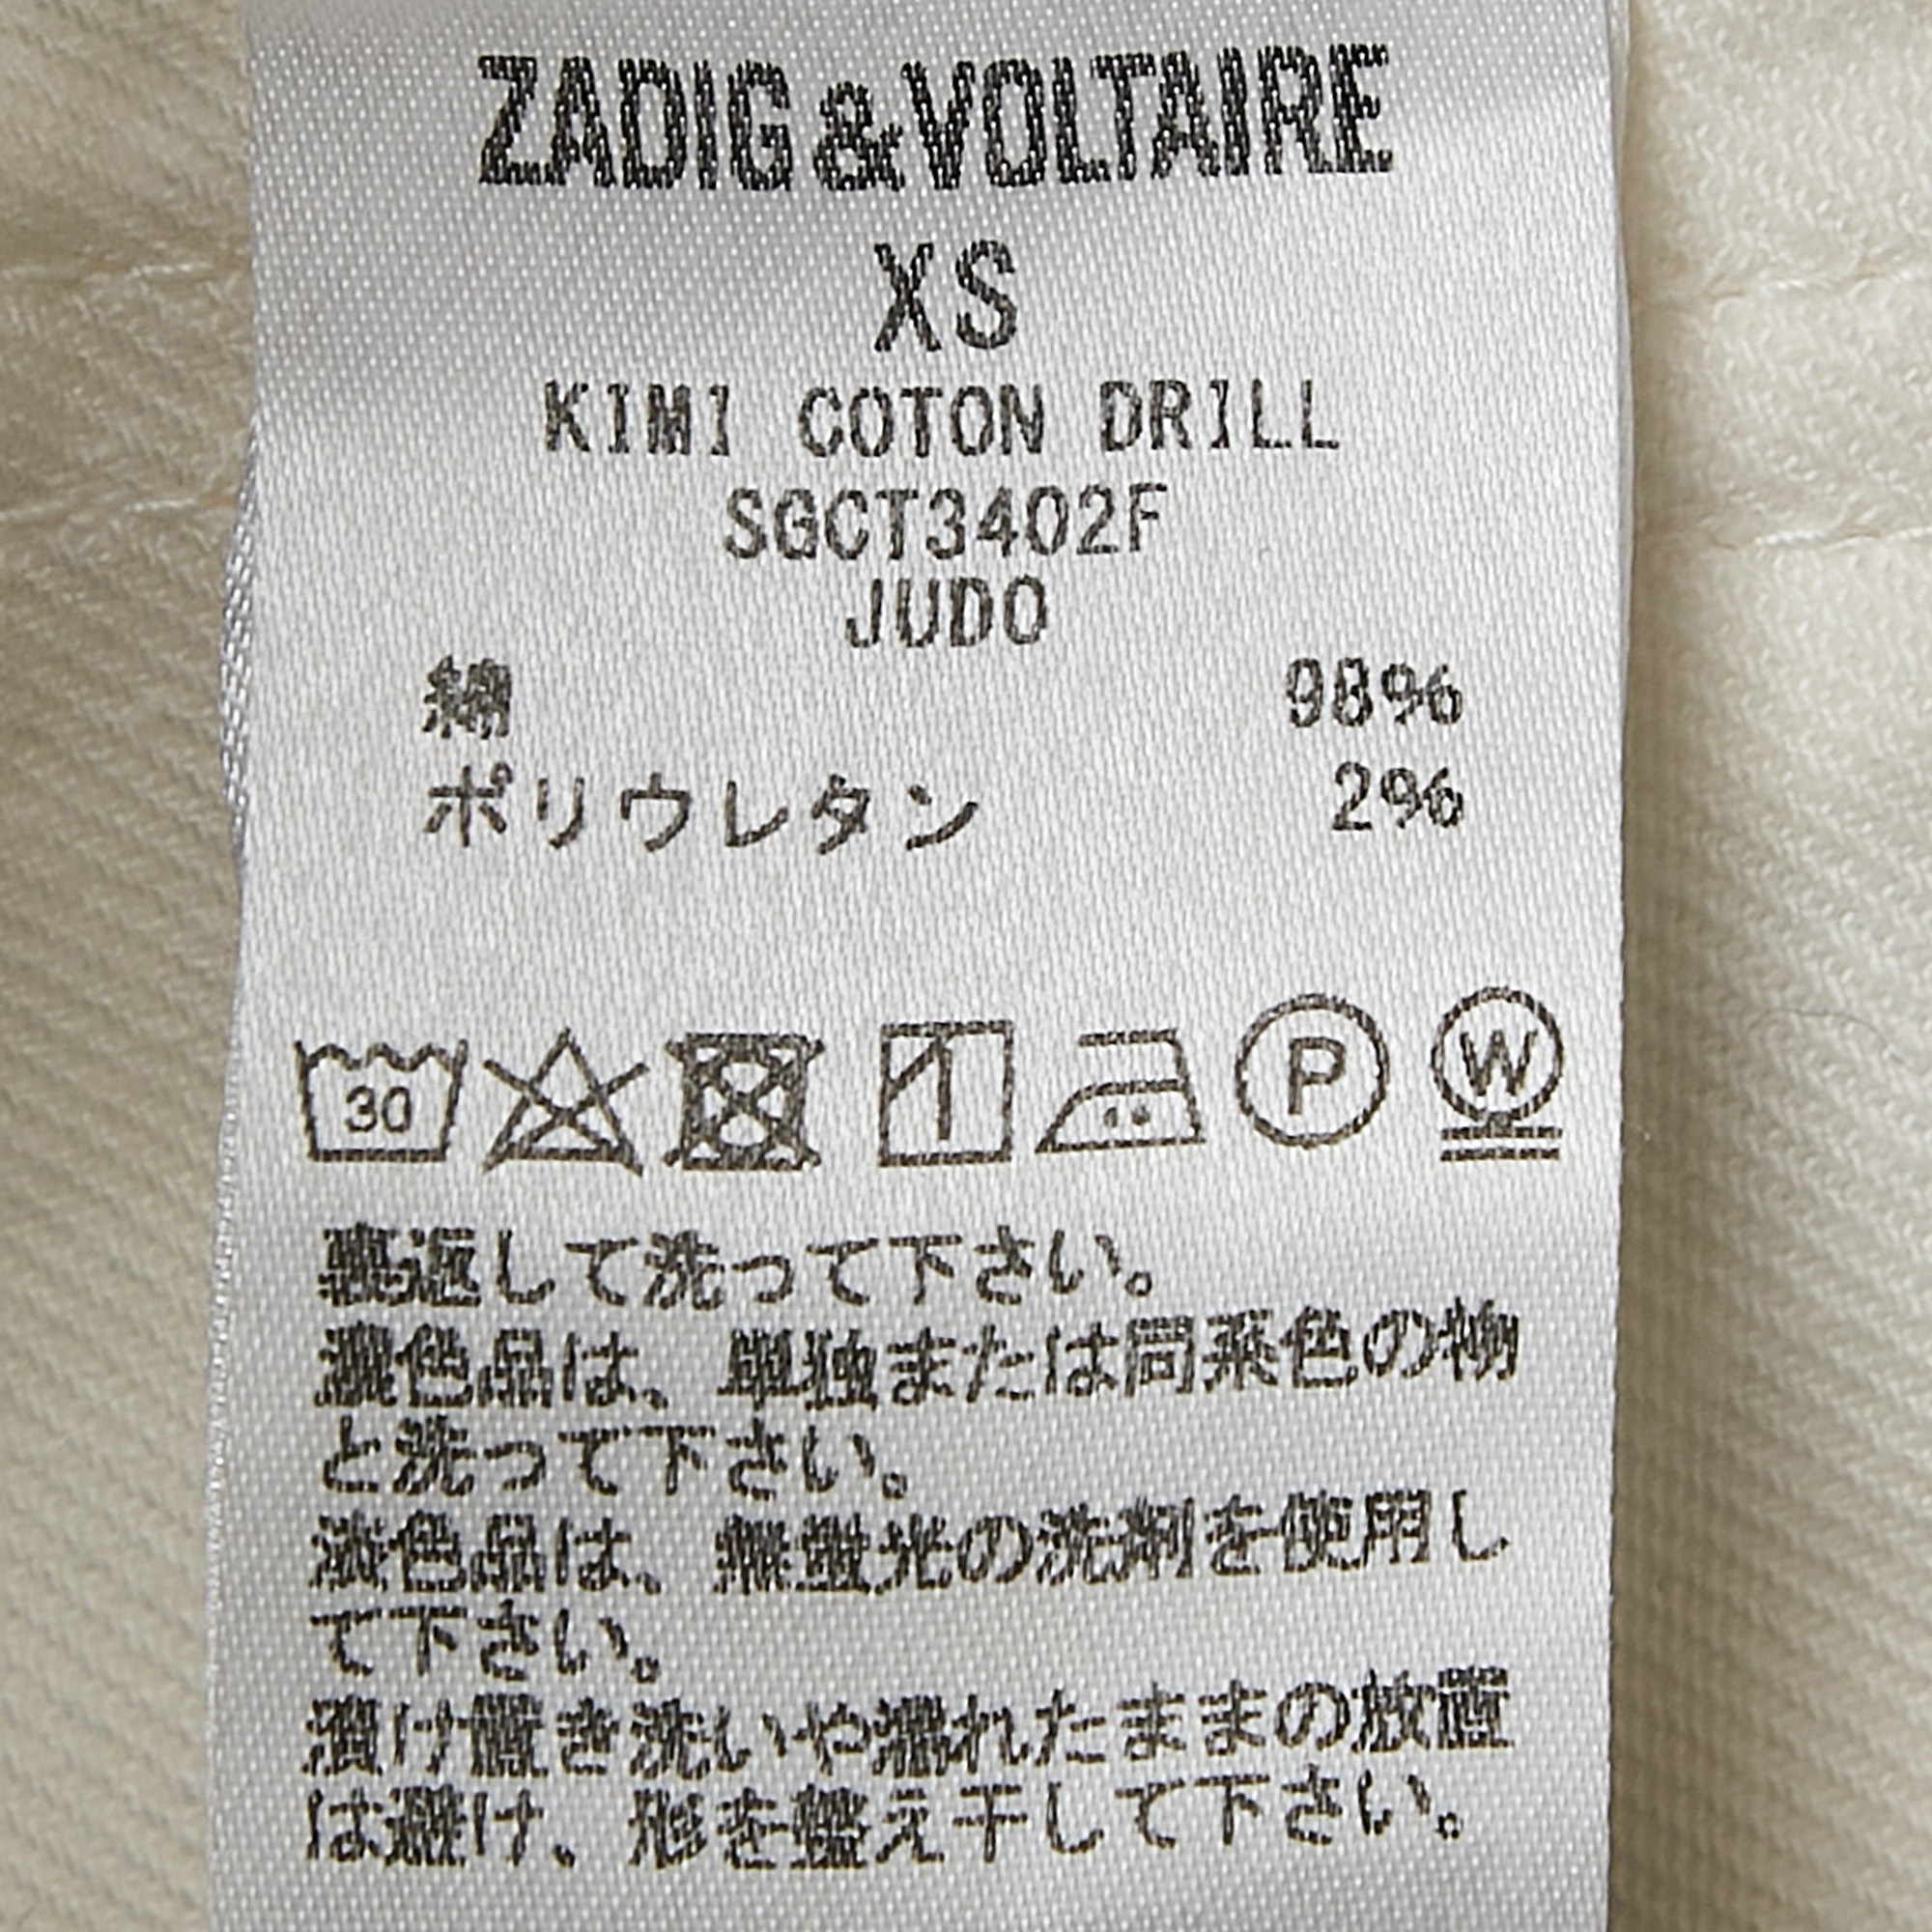 ZADIG&VOLTAIRE
XS
KIMI COTON DRILL
SGCT3402F
JUDO
綿 98%
ポリウレタン 2%
30 P W
裏返して洗って下さい。
濃色品は、単独または同系色の物
と洗って下さい。
淡色品は、無蛍光の洗剤を使用し
て下さい。
漬け置き洗いや濡れたままの放置
は避け、形を整え干して下さい。